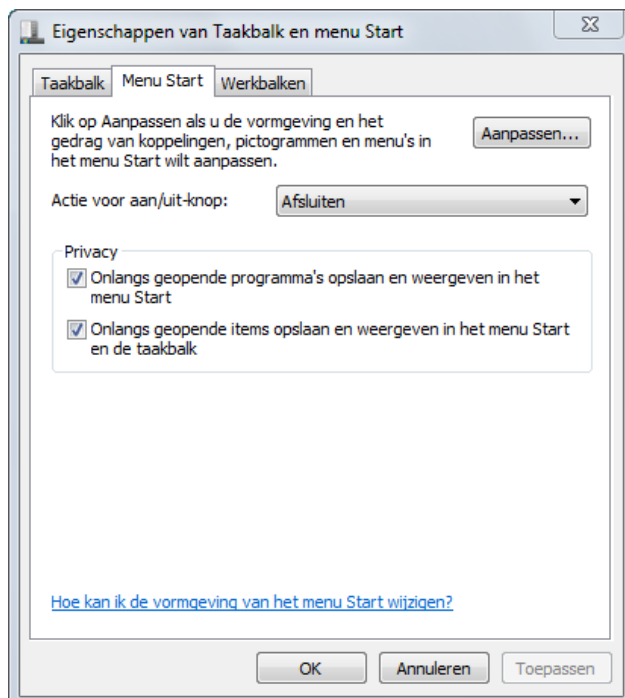 Eigenschappen van Taakbalk en menu Start
Taakbalk
Menu Start
Werkbalken
Klik op Aanpassen als u de vormgeving en het
gedrag van koppelingen, pictogrammen en menu's in
het menu Start wilt aanpassen.
Aanpassen...
Actie voor aan/uit-knop:
Afsluiten
Privacy
Onlangs geopende programma's opslaan en weergeven in het
menu Start
Onlangs geopende items opslaan en weergeven in het menu Start
en de taakbalk
Hoe kan ik de vormgeving van het menu Start wijzigen?
OK
Annuleren
Toepassen